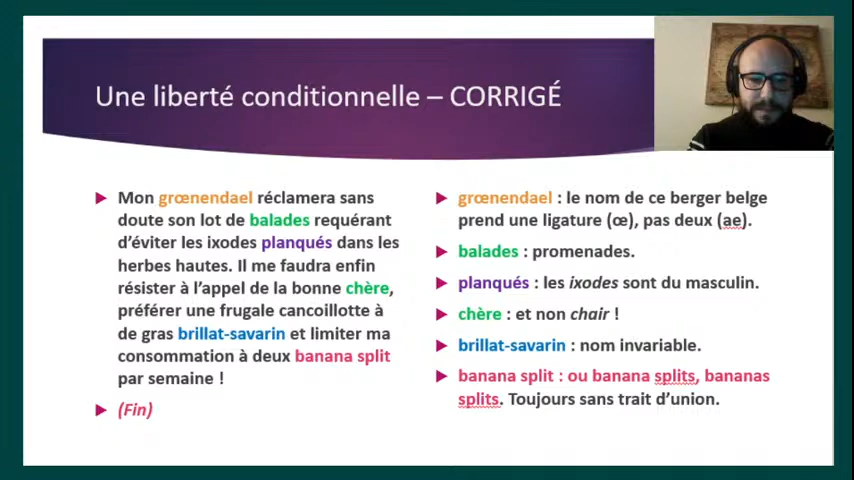 Une liberté conditionnelle – CORRIGÉ
Mon grœnendael réclamera sans
doute son lot de balades requérant
d’éviter les ixodes planqués dans les
herbes hautes. Il me faudra enfin
résister à l’appel de la bonne chère,
préférer une frugale cancoillotte à
de gras brillat-savarin et limiter ma
consommation à deux banana split
par semaine !
(Fin)
grœnendael : le nom de ce berger belge
prend une ligature (œ), pas deux (ae).
balades : promenades.
planqués : les ixodes sont du masculin.
chère : et non chair !
brillat-savarin : nom invariable.
banana split : ou banana splits, bananas
splits. Toujours sans trait d’union.